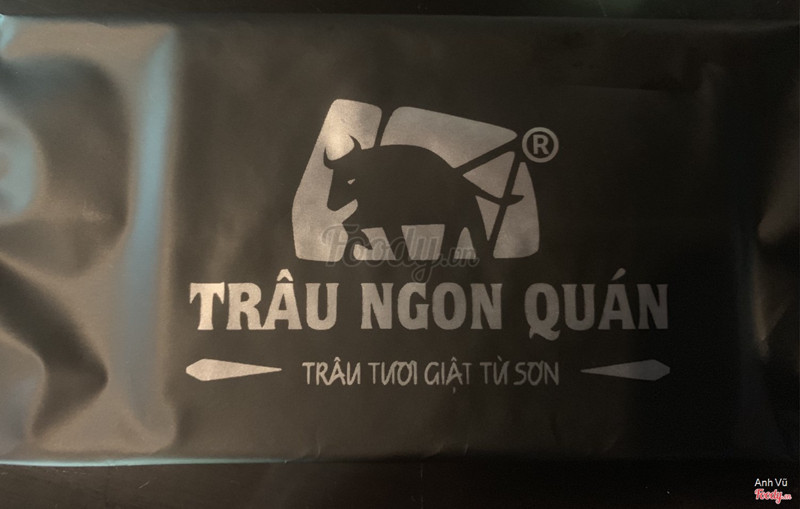 ®
Foody.vn
TRÂU NGON QUÁN
TRÂU TƯƠI GIẬT TỪ SƠN
Anh Vũ
Foody.vn